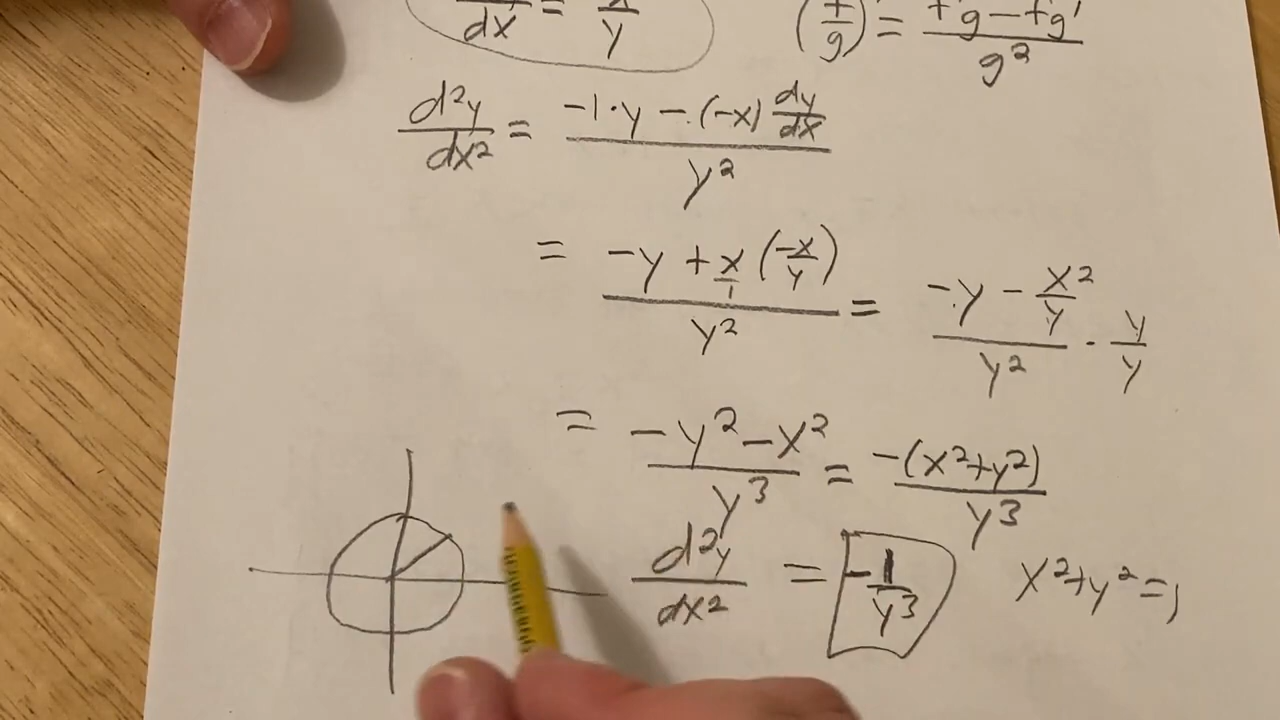 dy/dx = -x/y (f/g)' = (f'g - fg')/g²
d²y/dx² = (-1·y - (-x) dy/dx)/y²
= (-y + x/1 (-x/y))/y² = (-y - x²/y)/y² · y/y
= (-y² - x²)/y³ = -(x²+y²)/y³
d²y/dx² = -1/y³ x²+y²=1